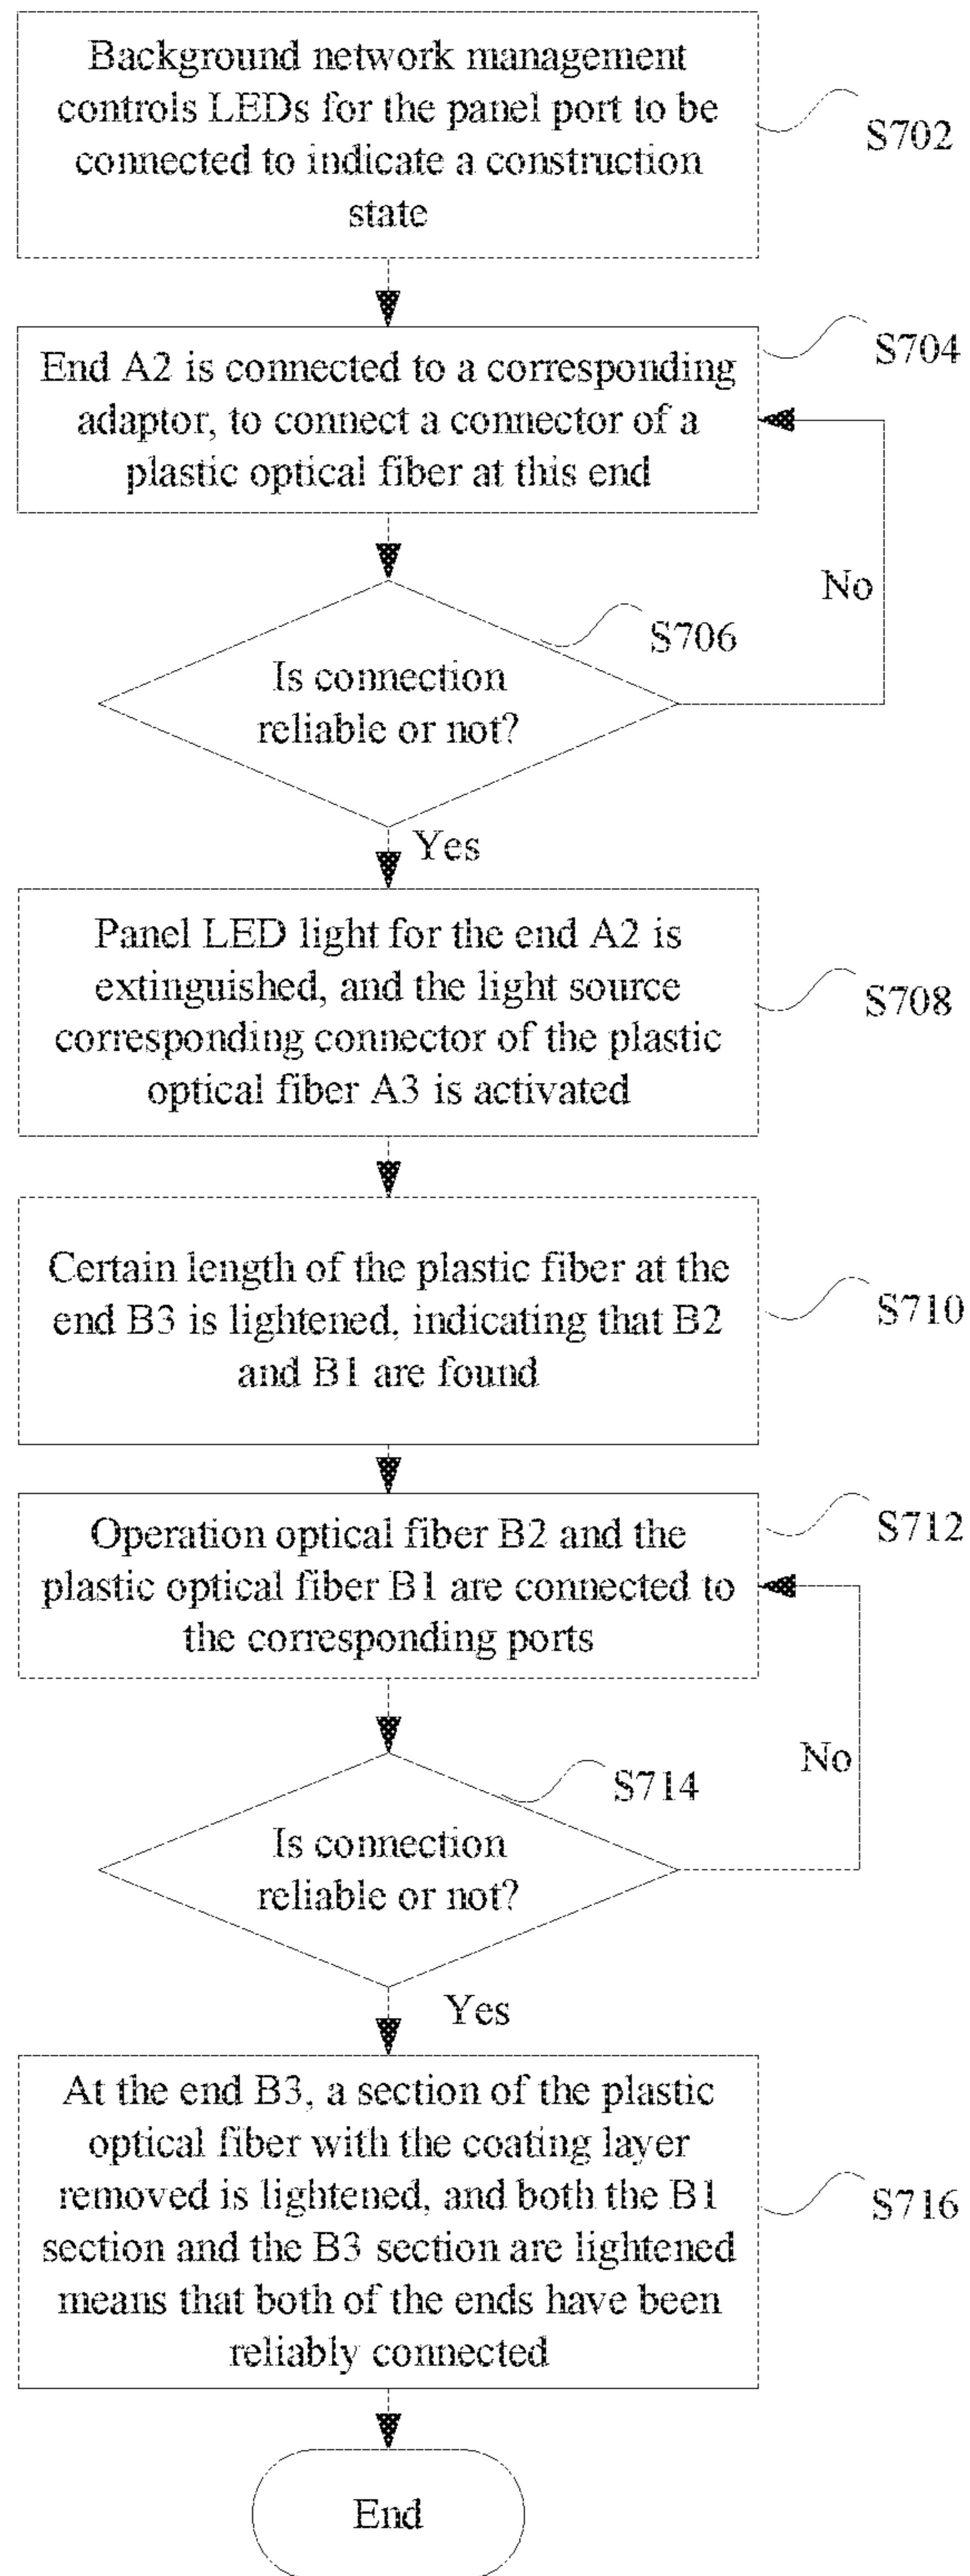 Background network management
controls LEDs for the panel port to be
connected to indicate a construction
state
S702
End A2 is connected to a corresponding
adaptor, to connect a connector of a
plastic optical fiber at this end
S704
No
Is connection
reliable or not?
S706
Yes
Panel LED light for the end A2 is
extinguished, and the light source
corresponding connector of the plastic
optical fiber A3 is activated
S708
Certain length of the plastic fiber at the
end B3 is lightened, indicating that B2
and B1 are found
S710
Operation optical fiber B2 and the
plastic optical fiber B1 are connected to
the corresponding ports
S712
No
Is connection
reliable or not?
S714
Yes
At the end B3, a section of the plastic
optical fiber with the coating layer
removed is lightened, and both the B1
section and the B3 section are lightened
means that both of the ends have been
reliably connected
S716
End